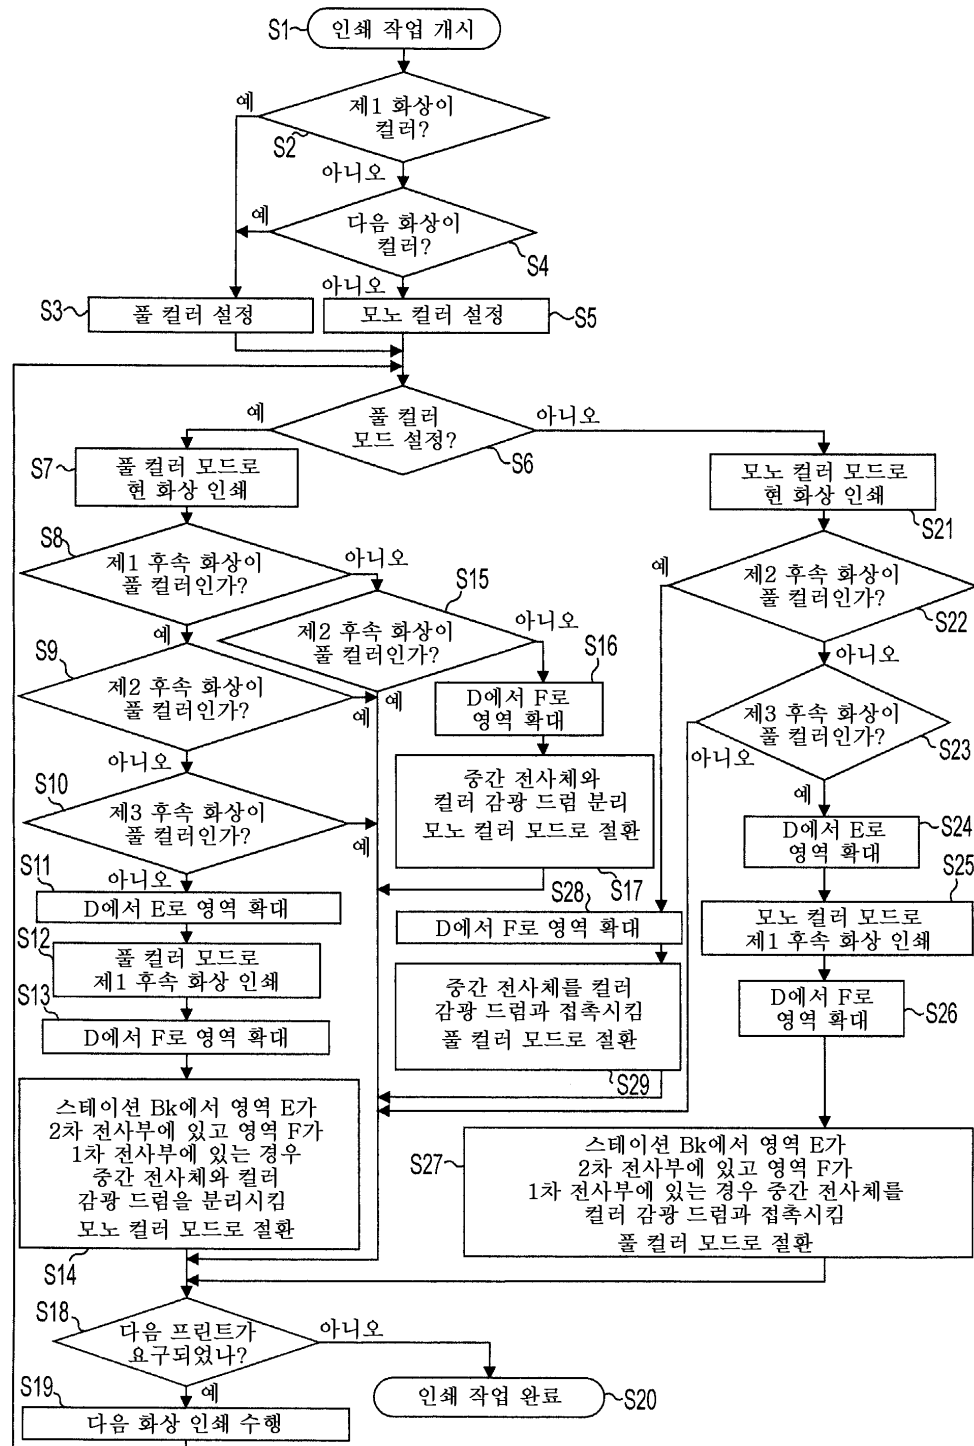 S1
인쇄 작업 개시
예
제1 화상이
컬러?
S2
아니오
예
다음 화상이
컬러?
S4
아니오
S3
풀 컬러 설정
모노 컬러 설정
S5
예
풀 컬러
모드 설정?
아니오
S6
S7
풀 컬러 모드로
현 화상 인쇄
모노 컬러 모드로
현 화상 인쇄
S21
S8
제1 후속 화상이
풀 컬러인가?
아니오
예
S15
제2 후속 화상이
풀 컬러인가?
아니오
예
S16
D에서 F로
영역 확대
중간 전사체와
컬러 감광 드럼 분리
모노 컬러 모드로 절환
S17
S9
제2 후속 화상이
풀 컬러인가?
예
아니오
S10
제3 후속 화상이
풀 컬러인가?
예
아니오
S11
D에서 E로 영역 확대
S12
풀 컬러 모드로
제1 후속 화상 인쇄
S13
D에서 F로 영역 확대
스테이션 Bk에서 영역 E가
2차 전사부에 있고 영역 F가
1차 전사부에 있는 경우
중간 전사체와 컬러
감광 드럼을 분리시킴
모노 컬러 모드로 절환
S14
예
제2 후속 화상이
풀 컬러인가?
S22
아니오
제3 후속 화상이
풀 컬러인가?
S23
아니오
예
D에서 E로
영역 확대
S24
S25
모노 컬러 모드로
제1 후속 화상 인쇄
D에서 F로
영역 확대
S26
S28
D에서 F로 영역 확대
중간 전사체를 컬러
감광 드럼과 접촉시킴
풀 컬러 모드로 절환
S29
S27
스테이션 Bk에서 영역 E가
2차 전사부에 있고 영역 F가
1차 전사부에 있는 경우 중간 전사체를
컬러 감광 드럼과 접촉시킴
풀 컬러 모드로 절환
S18
다음 프린트가
요구되었나?
아니오
예
S19
다음 화상 인쇄 수행
인쇄 작업 완료
S20